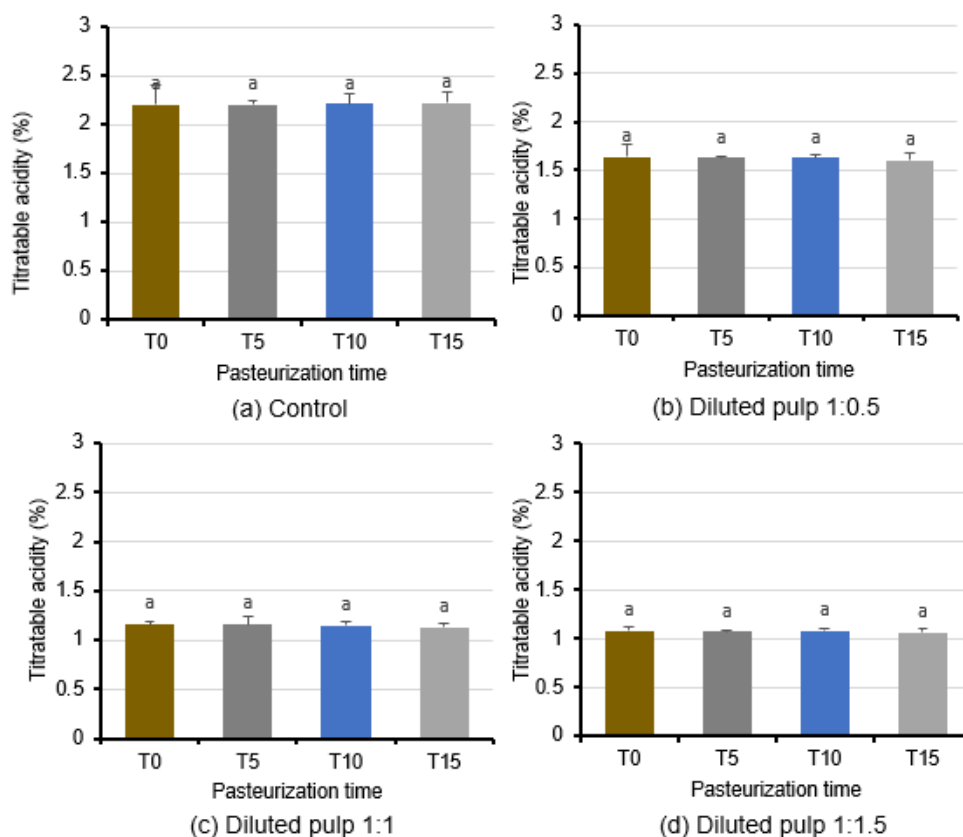 3
2.5
2
1.5
1
0.5
0
Titratable acidity (%)
a a a a
T0 T5 T10 T15
Pasteurization time
(a) Control
3
2.5
2
1.5
1
0.5
0
Titratable acidity (%)
a a a a
T0 T5 T10 T15
Pasteurization time
(b) Diluted pulp 1:0.5
3
2.5
2
1.5
1
0.5
0
Titratable acidity (%)
a a a a
T0 T5 T10 T15
Pasteurization time
(c) Diluted pulp 1:1
3
2.5
2
1.5
1
0.5
0
Titratable acidity (%)
a a a a
T0 T5 T10 T15
Pasteurization time
(d) Diluted pulp 1:1.5